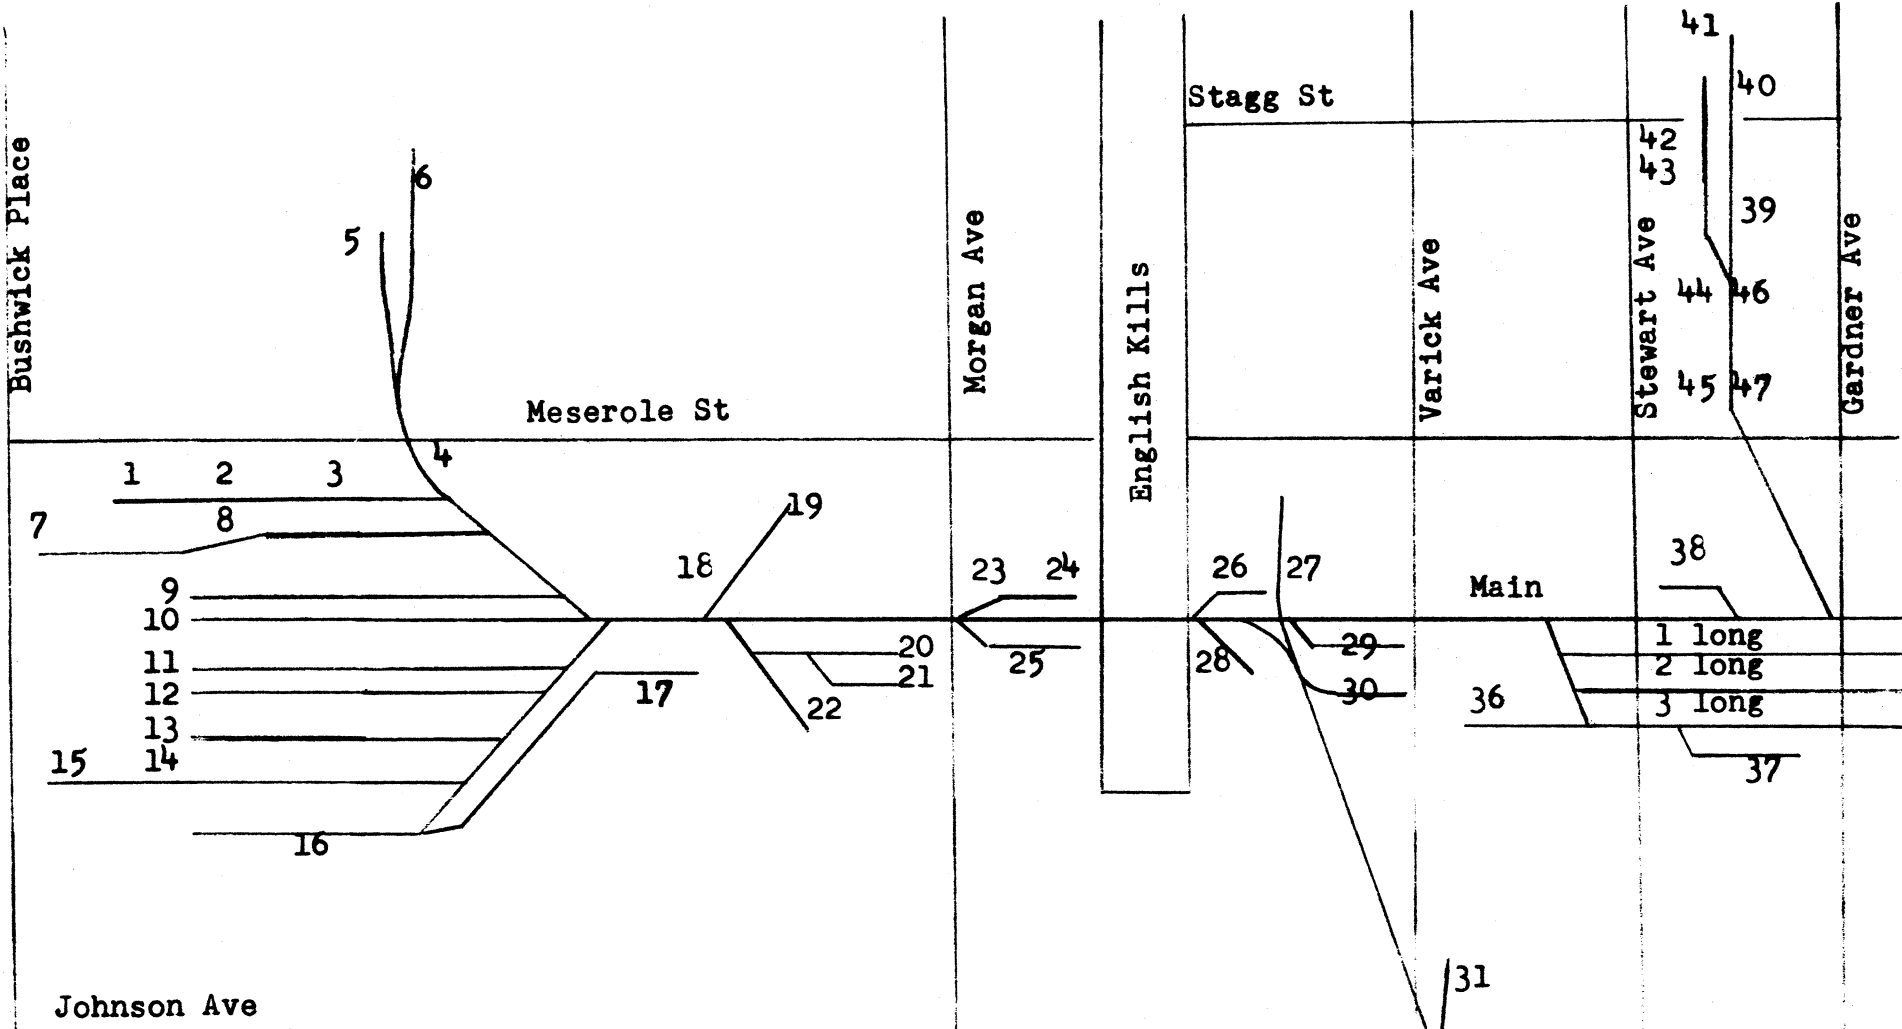 41
40
Stagg St
42
43
Bushwick Place
6
5
Morgan Ave
39
Stewart Ave
Gardner Ave
Varick Ave
English Kills
44 46
45 47
Meserole St
4
1 2 3
7
8
19
18
23 24
26 27
38
Main
9
10
1 long
20
29
11
25
28
2 long
21
12
17
30
36
3 long
22
13
14
15
37
16
31
Johnson Ave